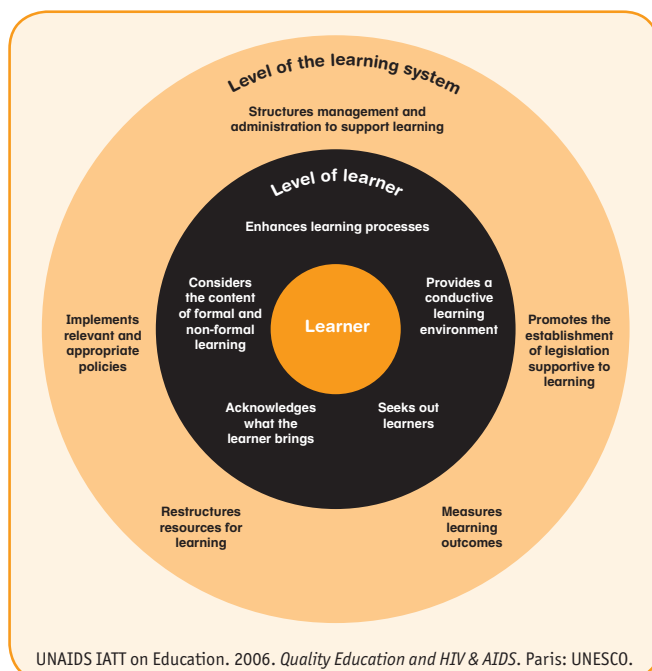 Level of the learning system
Structures management and
administration to support learning
Level of learner
Enhances learning processes
Considers
the content
of formal and
non-formal
learning
Learner
Provides a
conductive
learning
environment
Implements
relevant and
appropriate
policies
Promotes the
establishment
of legislation
supportive to
learning
Acknowledges
what the
learner brings
Seeks out
learners
Restructures
resources for
learning
Measures
learning
outcomes
UNAIDS IATT on Education. 2006. Quality Education and HIV & AIDS. Paris: UNESCO.